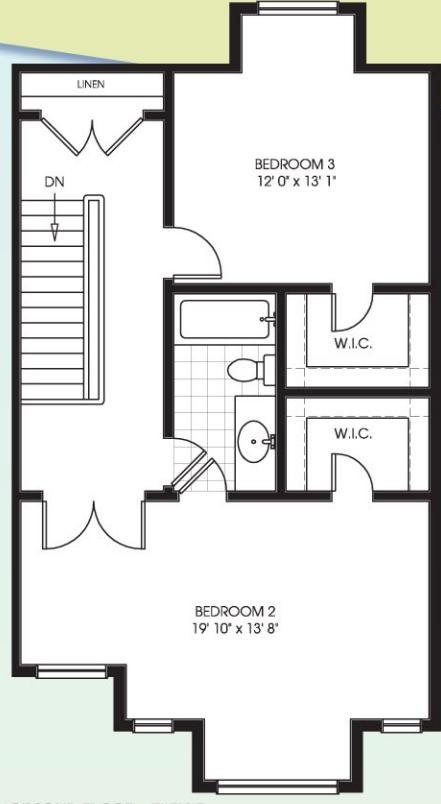 LINEN
BEDROOM 3
12' 0" x 13' 1"
DN
W.I.C.
W.I.C.
BEDROOM 2
19' 10" x 13' 8"